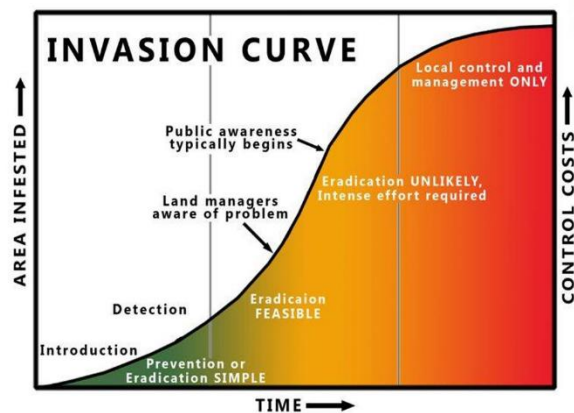 INVASION CURVE
Local control and
management ONLY
Public awareness
typically begins
Eradication UNLIKELY,
Intense effort required
Land managers
aware of problem
Detection
Eradicaion
FEASIBLE
Introduction
Prevention or
Eradication SIMPLE
AREA INFESTED
CONTROL COSTS
TIME